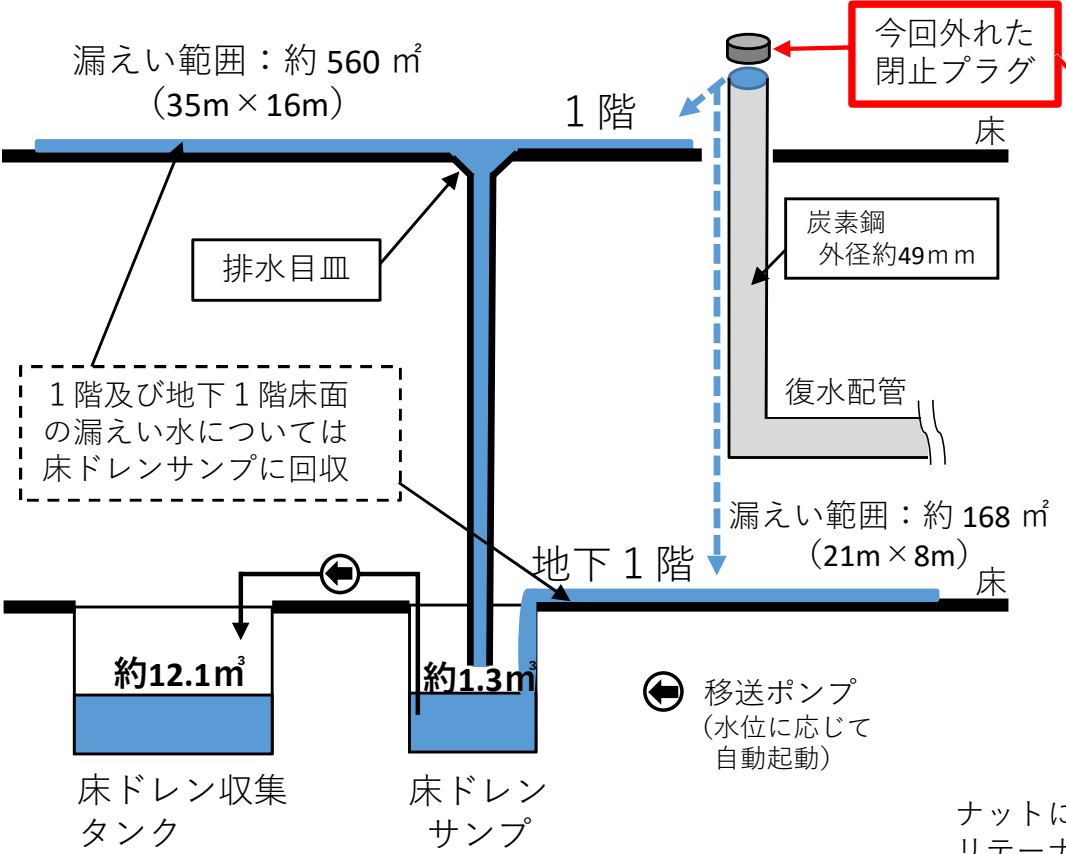 漏えい範囲：約 560 ㎡
（35m×16m）
今回外れた
閉止プラグ
１階
床
炭素鋼
外径約49ｍｍ
排水目皿
１階及び地下１階床面
の漏えい水については
床ドレンサンプに回収
復水配管
漏えい範囲：約 168 ㎡
（21m×8m）
地下１階
床
約12.1㎥
約1.3㎥
移送ポンプ
（水位に応じて
自動起動）
床ドレン収集
タンク
床ドレン
サンプ
ナットに
リテーナ